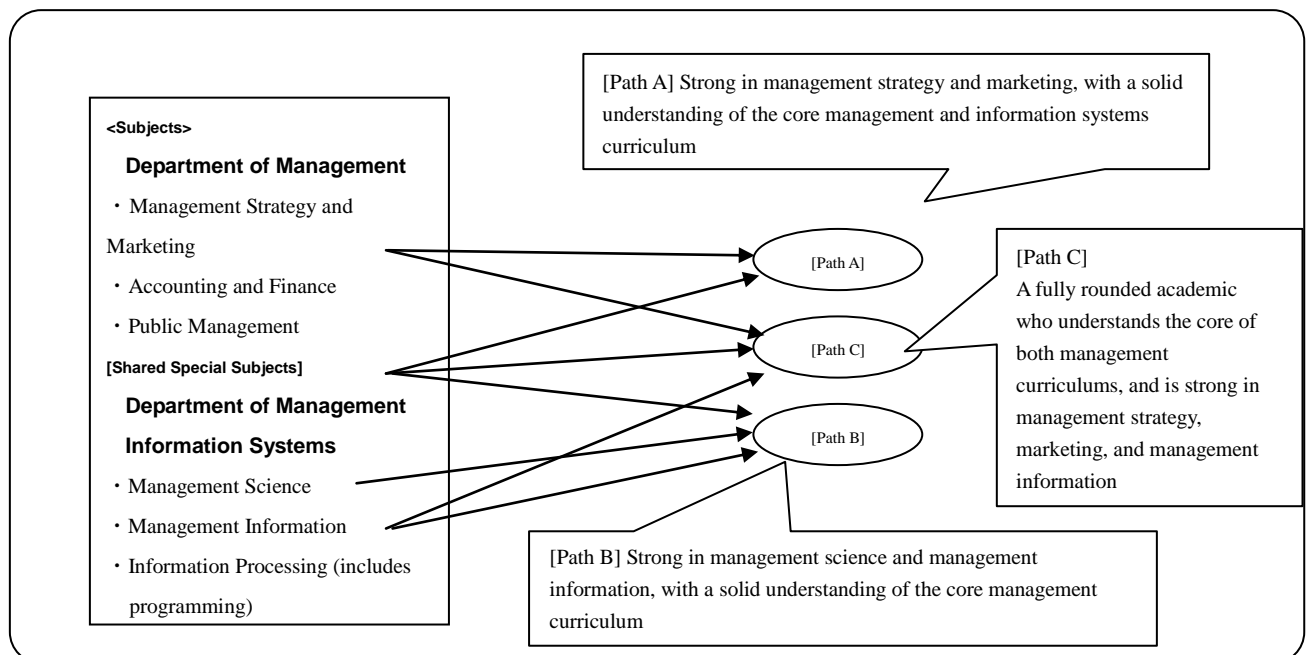 <Subjects>
Department of Management
・Management Strategy and
Marketing
・Accounting and Finance
・Public Management
[Shared Special Subjects]
Department of Management
Information Systems
・Management Science
・Management Information
・Information Processing (includes
programming)
[Path A] Strong in management strategy and marketing, with a solid
understanding of the core management and information systems
curriculum
[Path A]
[Path C]
[Path B]
[Path C]
A fully rounded academic
who understands the core of
both management
curriculums, and is strong in
management strategy,
marketing, and management
information
[Path B] Strong in management science and management
information, with a solid understanding of the core management
curriculum